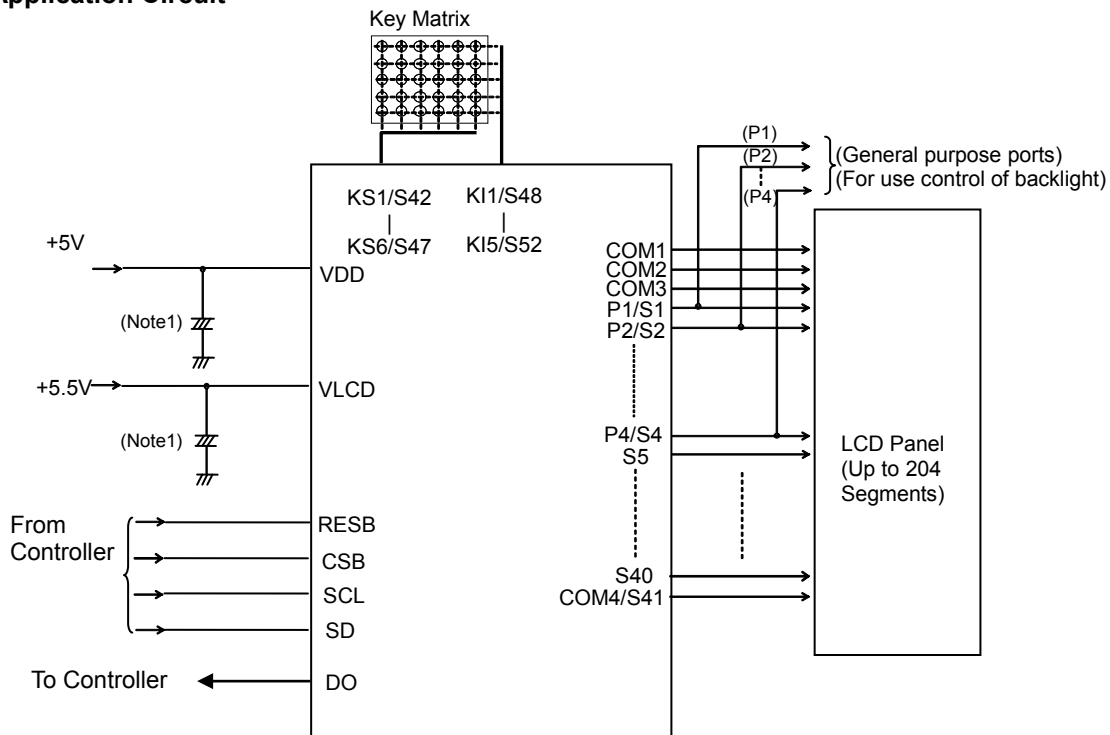 Application Circuit
Key Matrix
(P1)
(P2)
(P4)
(General purpose ports)
(For use control of backlight)
KS1/S42
|
KS6/S47
KI1/S48
|
KI5/S52
+5V
VDD
(Note1)
+5.5V
VLCD
(Note1)
COM1
COM2
COM3
P1/S1
P2/S2
P4/S4
S5
S40
COM4/S41
LCD Panel
(Up to 204
Segments)
From
Controller
RESB
CSB
SCL
SD
To Controller
DO